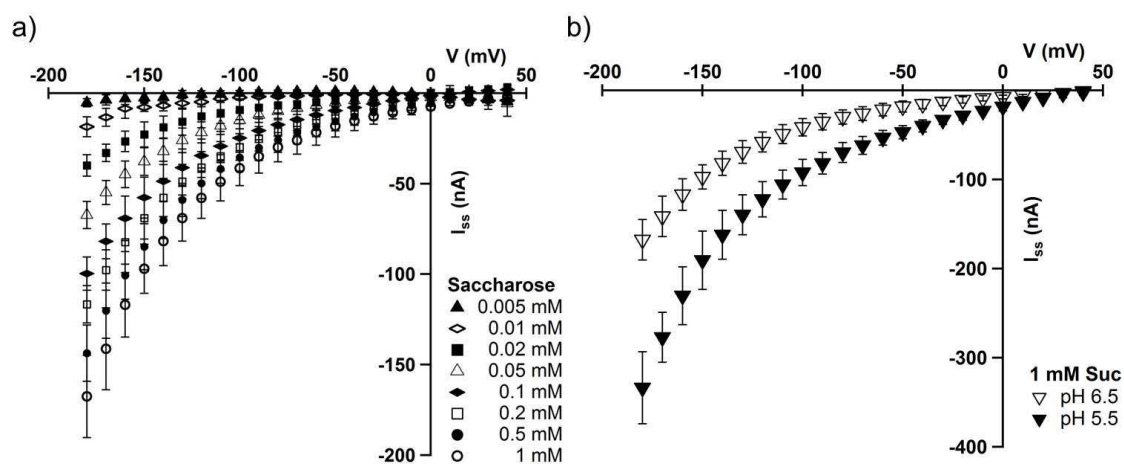 a)
V (mV)
-200 -150 -100 -50 0 50
-50
-100
-150
-200
Iss (nA)
Saccharose
0.005 mM
0.01 mM
0.02 mM
0.05 mM
0.1 mM
0.2 mM
0.5 mM
1 mM
b)
V (mV)
-200 -150 -100 -50 0 50
-100
-200
-300
-400
Iss (nA)
1 mM Suc
pH 6.5
pH 5.5